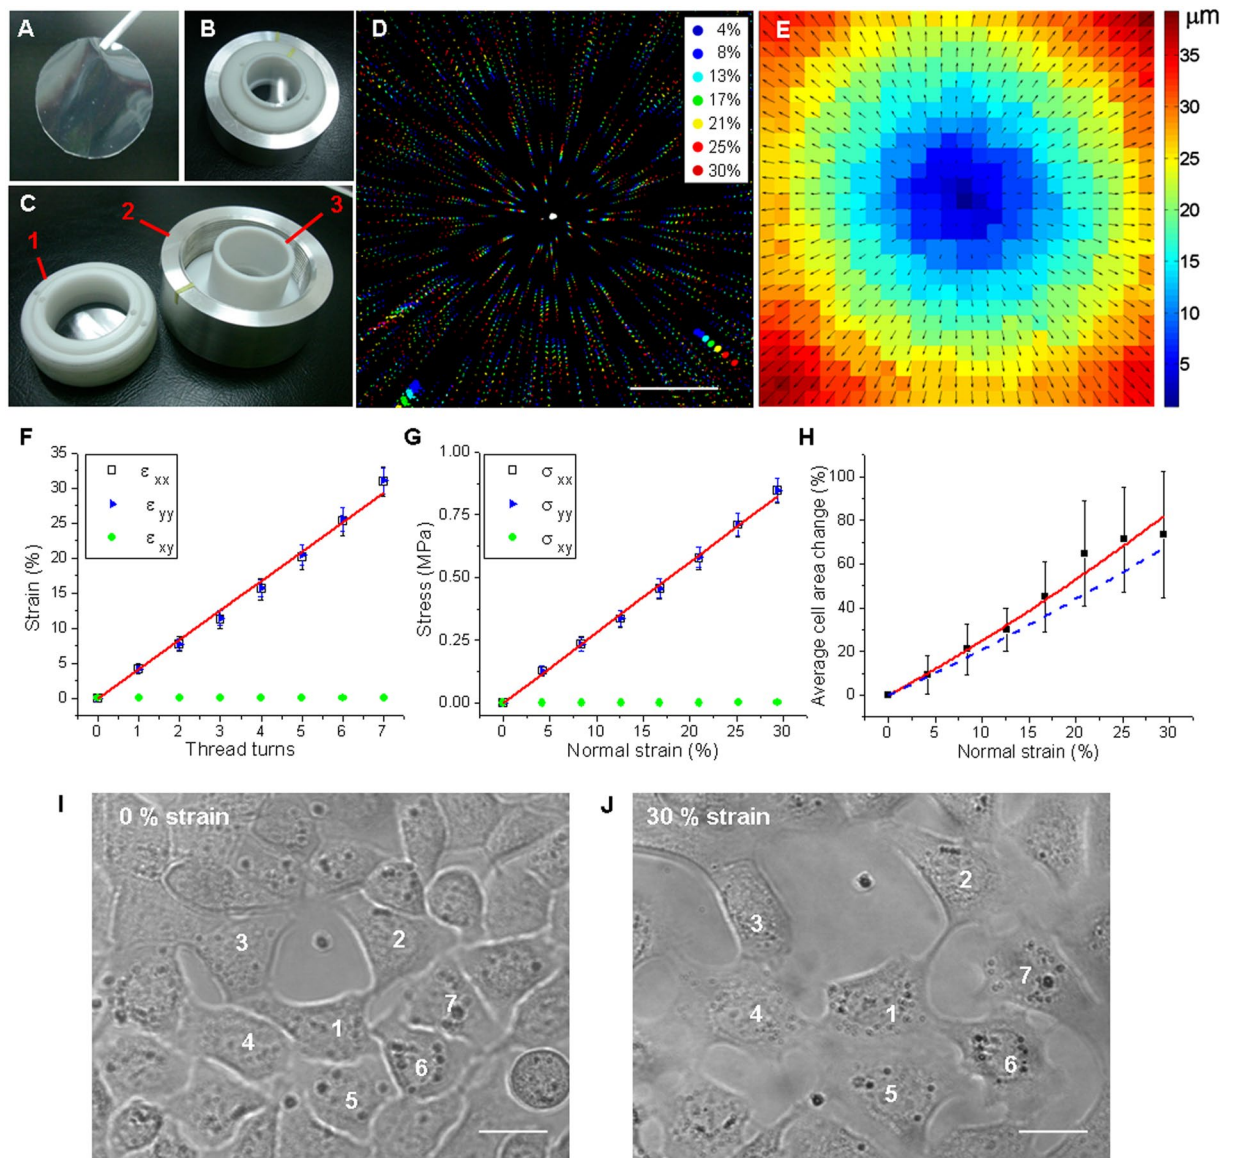 A
B
C
1
2
3
D
4%
8%
13%
17%
21%
25%
30%
E
µm
35
30
25
20
15
10
5
F
35
30
25
20
15
10
5
0
Strain (%)
ε xx
ε yy
ε xy
0 1 2 3 4 5 6 7
Thread turns
G
1.00
0.75
0.50
0.25
0.00
Stress (MPa)
σ xx
σ yy
σ xy
0 5 10 15 20 25 30
Normal strain (%)
H
100
80
60
40
20
0
Average cell area change (%)
0 5 10 15 20 25 30
Normal strain (%)
I
0 % strain
3
2
7
1
4
6
5
J
30 % strain
2
3
7
4
1
6
5